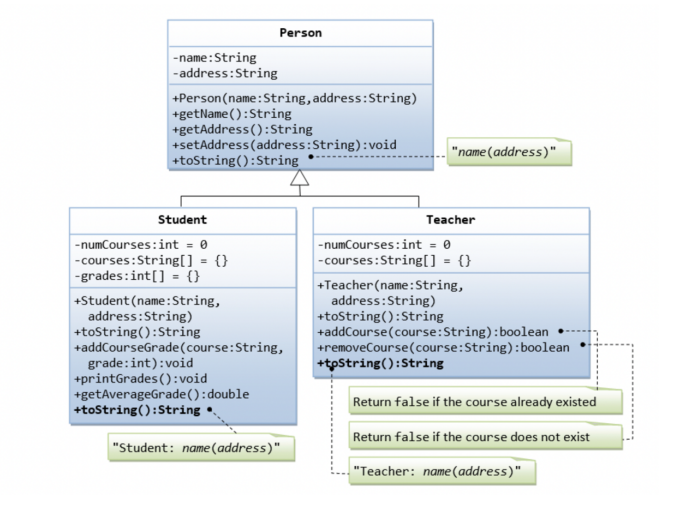 Person
-name:String
-address:String
+Person(name:String,address:String)
+getName():String
+getAddress():String
+setAddress(address:String):void
+toString():String
"name(address)"
Student
-numCourses:int = 0
-courses:String[] = {}
-grades:int[] = {}
+Student(name:String,
address:String)
+toString():String
+addCourseGrade(course:String,
grade:int):void
+printGrades():void
+getAverageGrade():double
+toString():String
"Student: name(address)"
Teacher
-numCourses:int = 0
-courses:String[] = {}
+Teacher(name:String,
address:String)
+toString():String
+addCourse(course:String):boolean
+removeCourse(course:String):boolean
+toString():String
Return false if the course already existed
Return false if the course does not exist
"Teacher: name(address)"